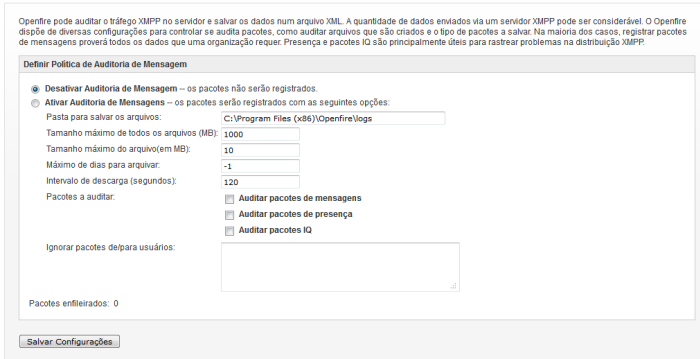 Openfire pode auditar o tráfego XMPP no servidor e salvar os dados num arquivo XML. A quantidade de dados enviados via um servidor XMPP pode ser considerável. O Openfire
dispõe de diversas configurações para controlar se audita pacotes, como auditar arquivos que são criados e o tipo de pacotes a salvar. Na maioria dos casos, registrar pacotes
de mensagens proverá todos os dados que uma organização requer. Presença e pacotes IQ são principalmente úteis para rastrear problemas na distribuição XMPP.
Definir Política de Auditoria de Mensagem
Desativar Auditoria de Mensagem -- os pacotes não serão registrados.
Ativar Auditoria de Mensagens -- os pacotes serão registrados com as seguintes opções:
Pasta para salvar os arquivos: C:\Program Files (x86)\Openfire\logs
Tamanho máximo de todos os arquivos (MB): 1000
Tamanho máximo do arquivo(em MB): 10
Máximo de dias para arquivar: -1
Intervalo de descarga (segundos): 120
Pacotes a auditar: Auditar pacotes de mensagens
Auditar pacotes de presença
Auditar pacotes IQ
Ignorar pacotes de/para usuários:
Pacotes enfileirados: 0
Salvar Configurações